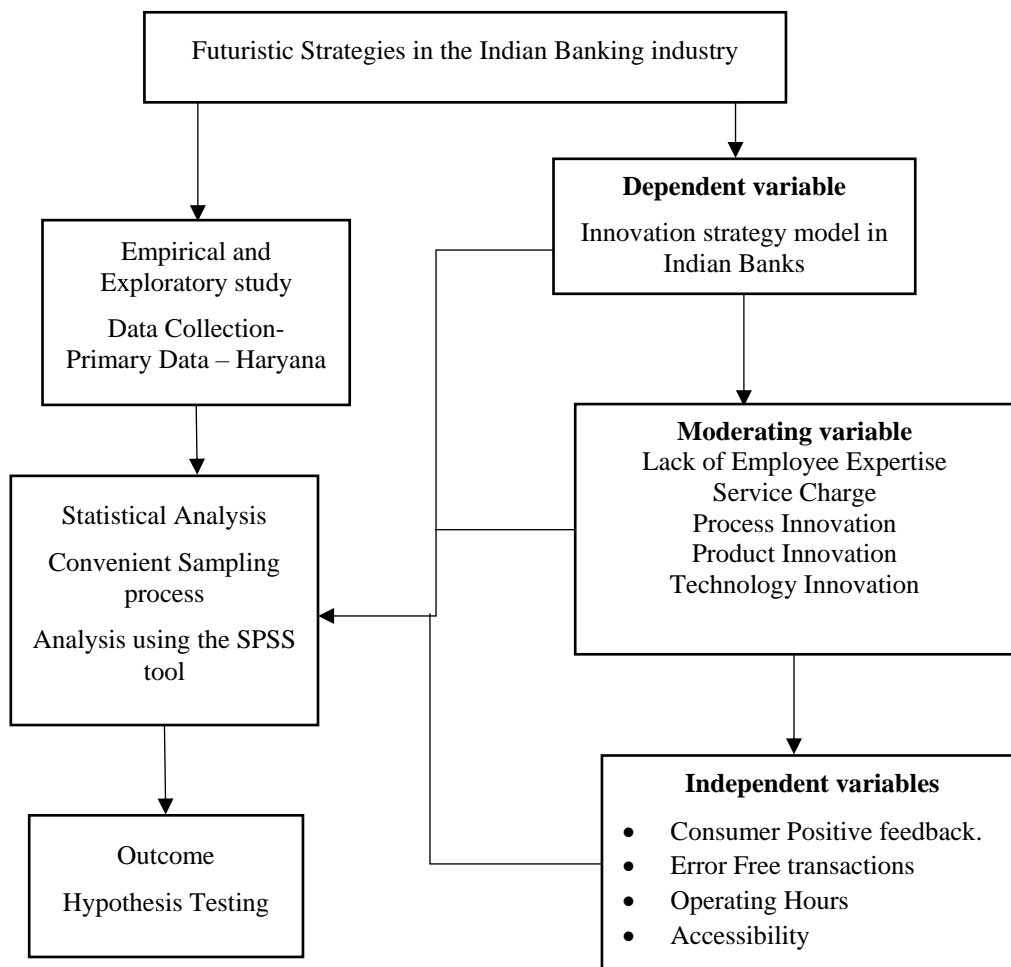 Futuristic Strategies in the Indian Banking industry
Dependent variable
Innovation strategy model in
Indian Banks
Empirical and
Exploratory study
Data Collection-
Primary Data – Haryana
Moderating variable
Lack of Employee Expertise
Service Charge
Process Innovation
Product Innovation
Technology Innovation
Statistical Analysis
Convenient Sampling
process
Analysis using the SPSS
tool
Independent variables
• Consumer Positive feedback.
• Error Free transactions
• Operating Hours
• Accessibility
Outcome
Hypothesis Testing